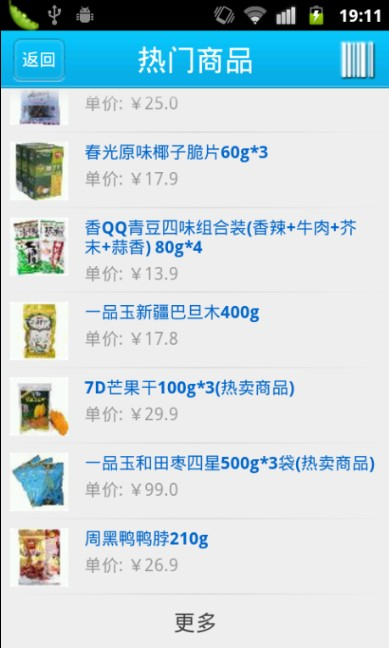 19:11
返回
热门商品
单价: ￥25.0
春光原味椰子脆片60g*3
单价: ￥17.9
香QQ青豆四味组合装(香辣+牛肉+芥
末+蒜香) 80g*4
单价: ￥13.9
一品玉新疆巴旦木400g
单价: ￥17.8
7D芒果干100g*3(热卖商品)
单价: ￥29.9
一品玉和田枣四星500g*3袋(热卖商品)
单价: ￥99.0
周黑鸭鸭脖210g
单价: ￥26.9
更多